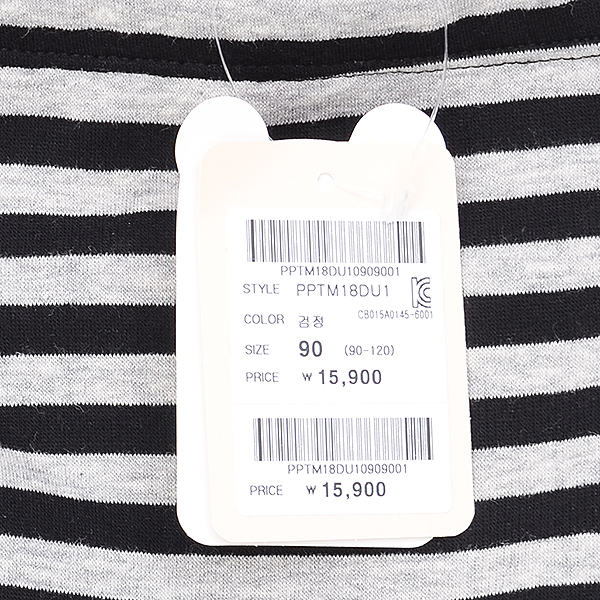 PPTM18DU10909001
STYLE PPTM18DU1
COLOR 검정 CB015A0145-6001
SIZE 90 (90-120)
PRICE ₩ 15,900
PPTM18DU10909001
PRICE ₩ 15,900